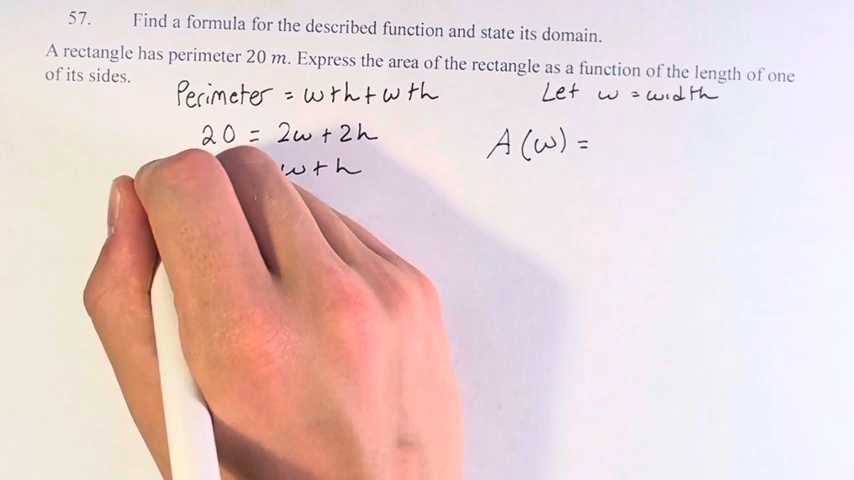 57. Find a formula for the described function and state its domain.
A rectangle has perimeter 20 m. Express the area of the rectangle as a function of the length of one
of its sides.
Perimeter = w+h+w+h
Let w = width
20 = 2w + 2h
A(w) =
w+h